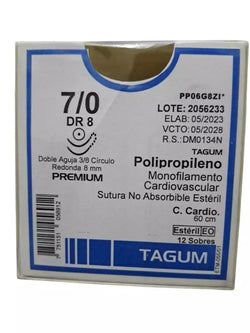 PP06G8ZI*
7/0
DR 8
LOTE: 2056233
ELAB: 05/2023
VCTO: 05/2028
R.S.: DM0134N
Doble Aguja 3/8 Círculo
Redonda 8 mm
PREMIUM
TAGUM
Polipropileno
Monofilamento
Cardiovascular
Sutura No Absorbible Estéril
C. Cardio.
60 cm
Estéril EO
12 Sobres
TAGUM